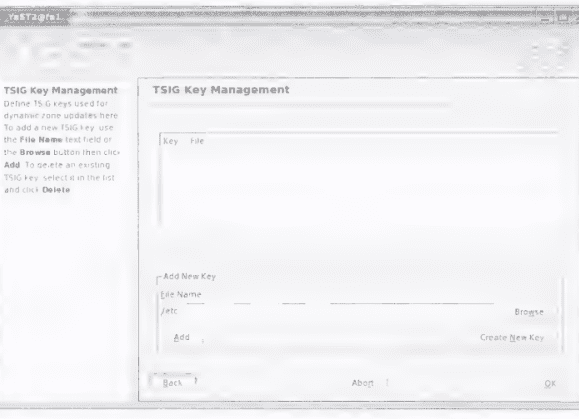 YaST2@fs1
YaST
TSIG Key Management
Define TSIG keys used for
dynamic zone updates here
To add a new TSIG key use
the File Name text field or
the Browse button then click
Add To delete an existing
TSIG key select it in the list
and click Delete
TSIG Key Management
Key File
Add New Key
File Name
/etc
Browse
Add
Create New Key
Back
Abort
OK